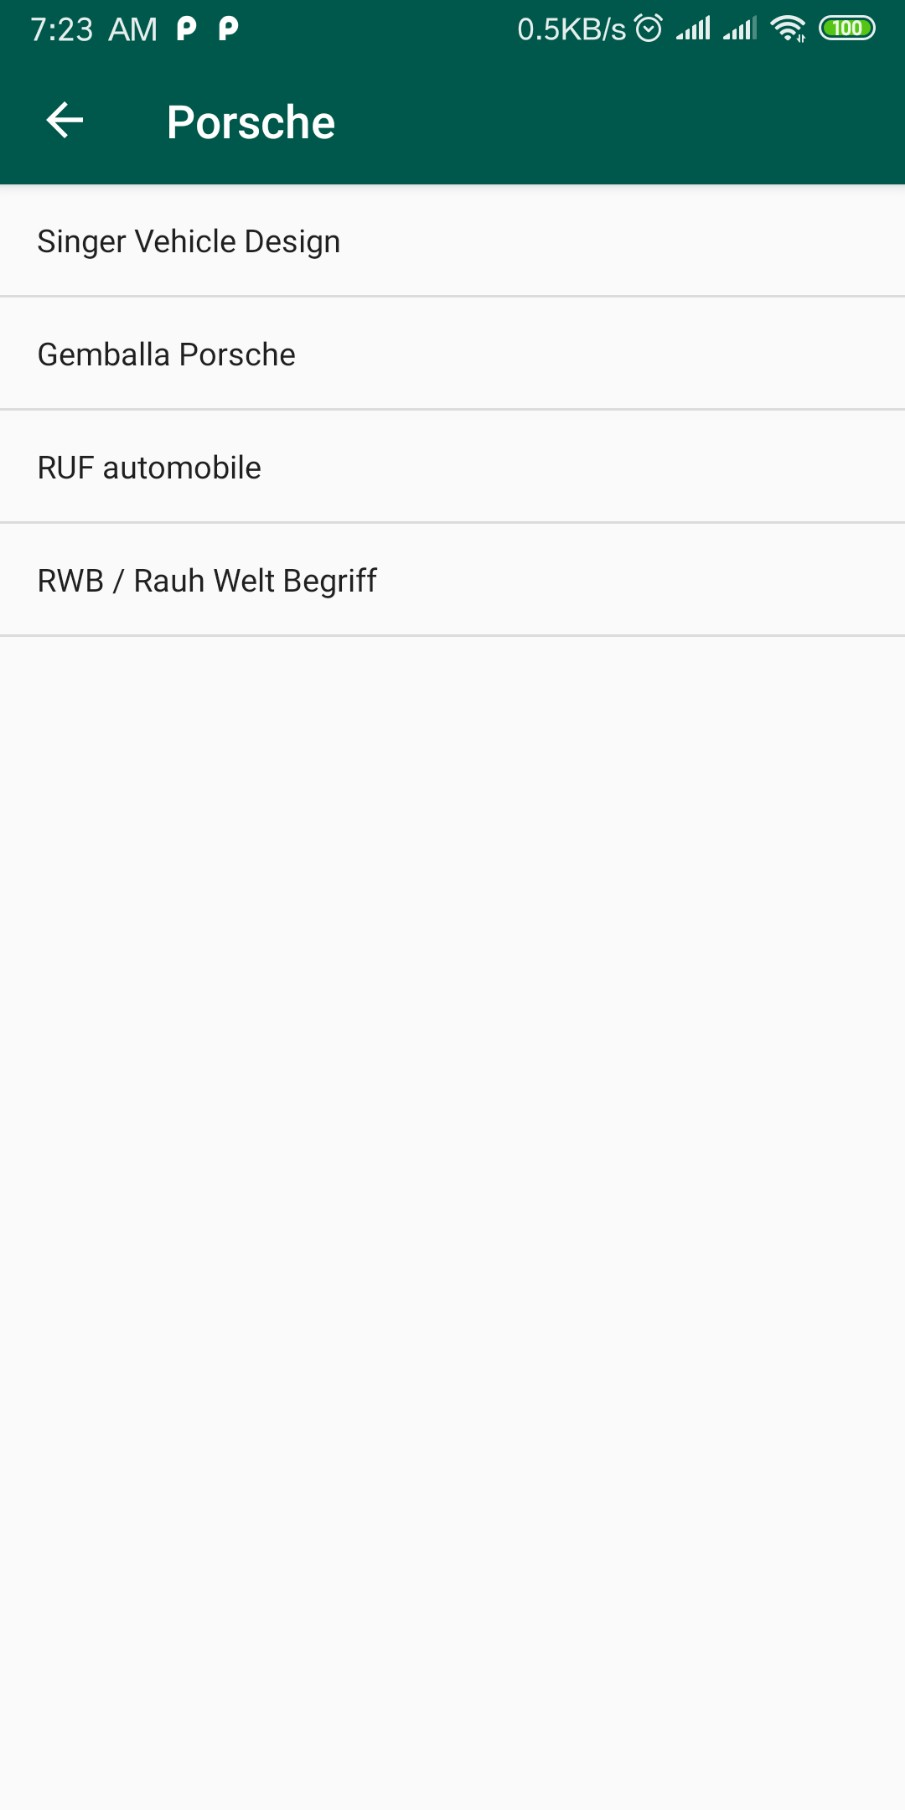 7:23 AM 0.5KB/s 100
Porsche
Singer Vehicle Design
Gemballa Porsche
RUF automobile
RWB / Rauh Welt Begriff